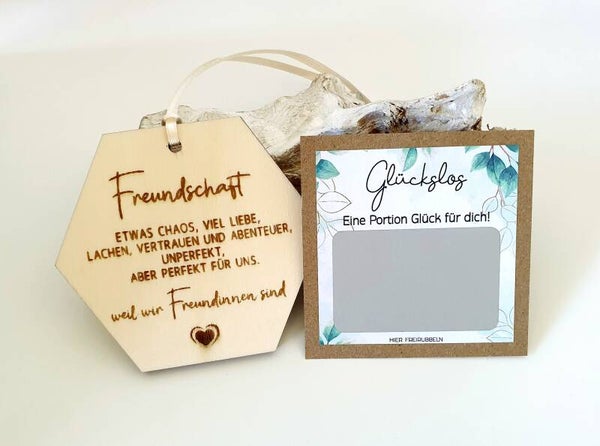 Freundschaft
ETWAS CHAOS, VIEL LIEBE,
LACHEN, VERTRAUEN UND ABENTEUER,
UNPERFEKT,
ABER PERFEKT FÜR UNS.
weil wir Freundinnen sind
Glückslos
Eine Portion Glück für dich!
HIER FREIRUBBELN